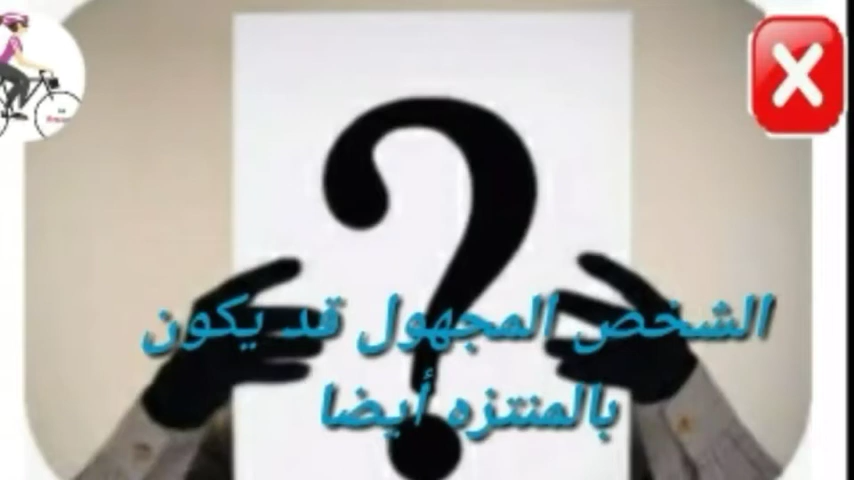 الشخص المجهول قد يكون
بالمنتزه أيضا